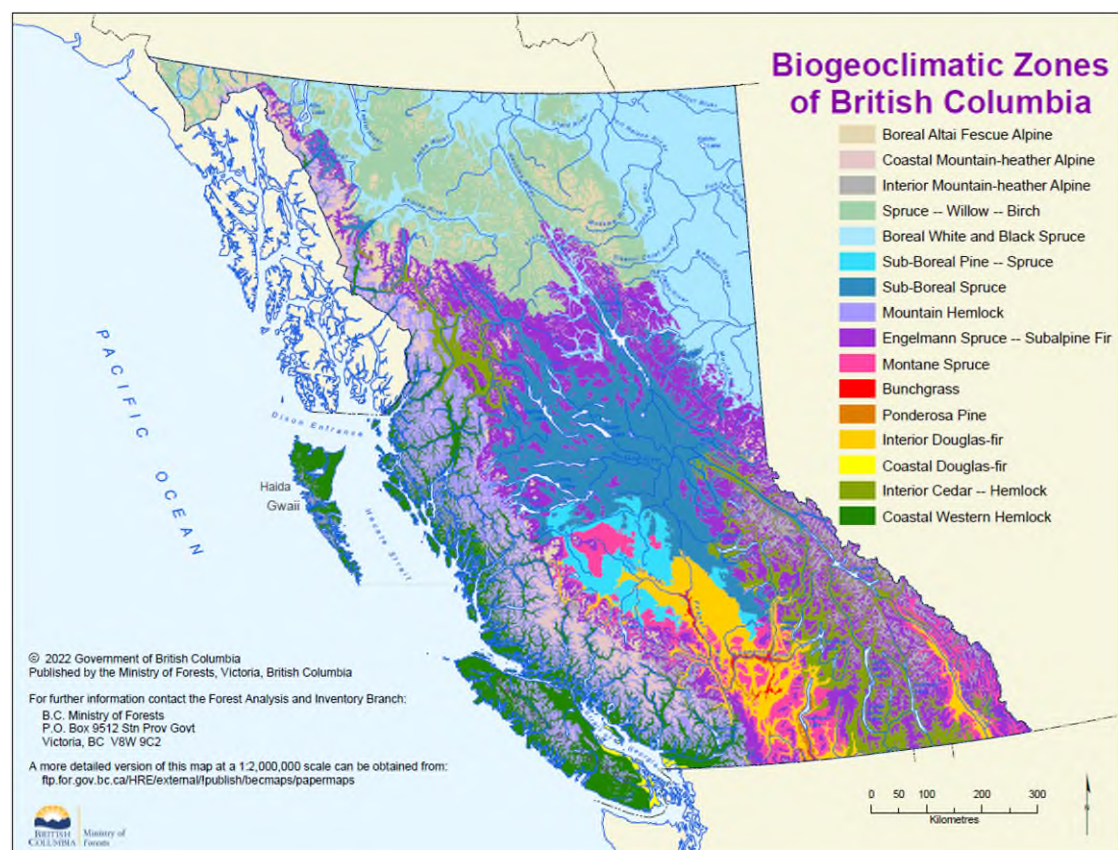 Biogeoclimatic Zones
of British Columbia
Boreal Altai Fescue Alpine
Coastal Mountain-heather Alpine
Interior Mountain-heather Alpine
Spruce -- Willow -- Birch
Boreal White and Black Spruce
Sub-Boreal Pine -- Spruce
Sub-Boreal Spruce
Mountain Hemlock
Engelmann Spruce -- Subalpine Fir
Montane Spruce
Bunchgrass
Ponderosa Pine
Interior Douglas-fir
Coastal Douglas-fir
Interior Cedar -- Hemlock
Coastal Western Hemlock
PACIFIC OCEAN
Dixon Entrance
Haida
Gwaii
Hecate Strait
© 2022 Government of British Columbia
Published by the Ministry of Forests, Victoria, British Columbia
For further information contact the Forest Analysis and Inventory Branch:
B.C. Ministry of Forests
P.O. Box 9512 Stn Prov Govt
Victoria, BC V8W 9C2
A more detailed version of this map at a 1:2,000,000 scale can be obtained from:
ftp.for.gov.bc.ca/HRE/external/!publish/becmaps/papermaps
BRITISH
COLUMBIA
Ministry of
Forests
0 50 100 200 300
Kilometres
N